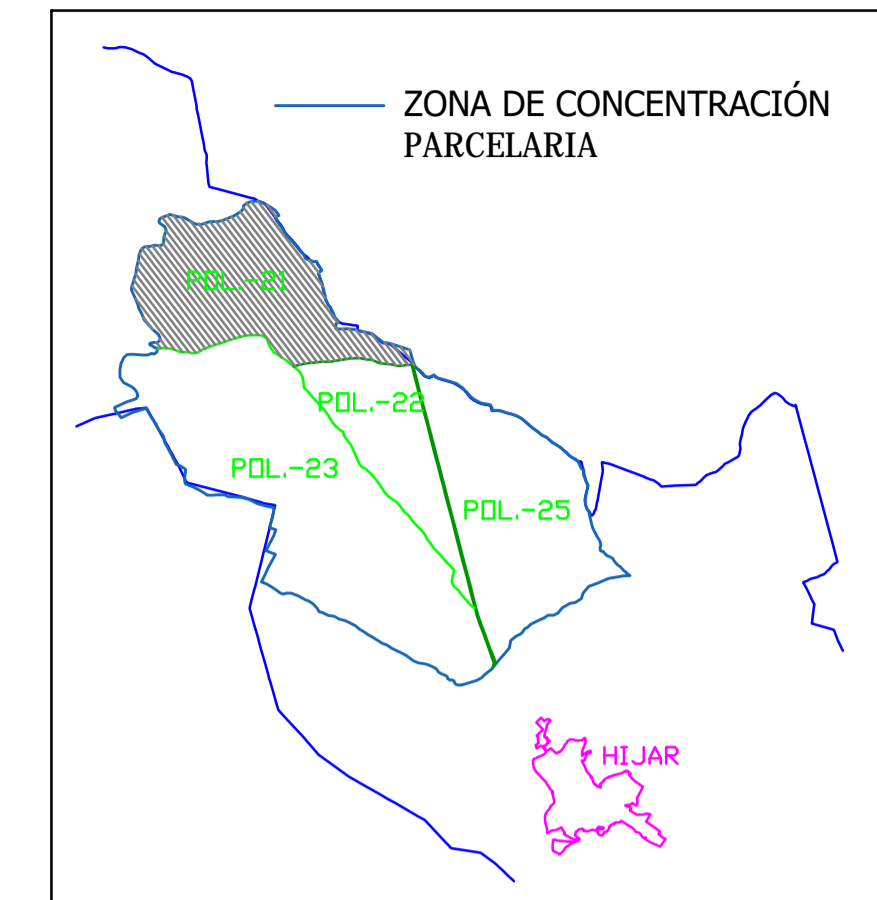 ZONA DE CONCENTRACIÓN
PARCELARIA
POL.-21
POL.-22
POL.-23
POL.-25
HIJAR